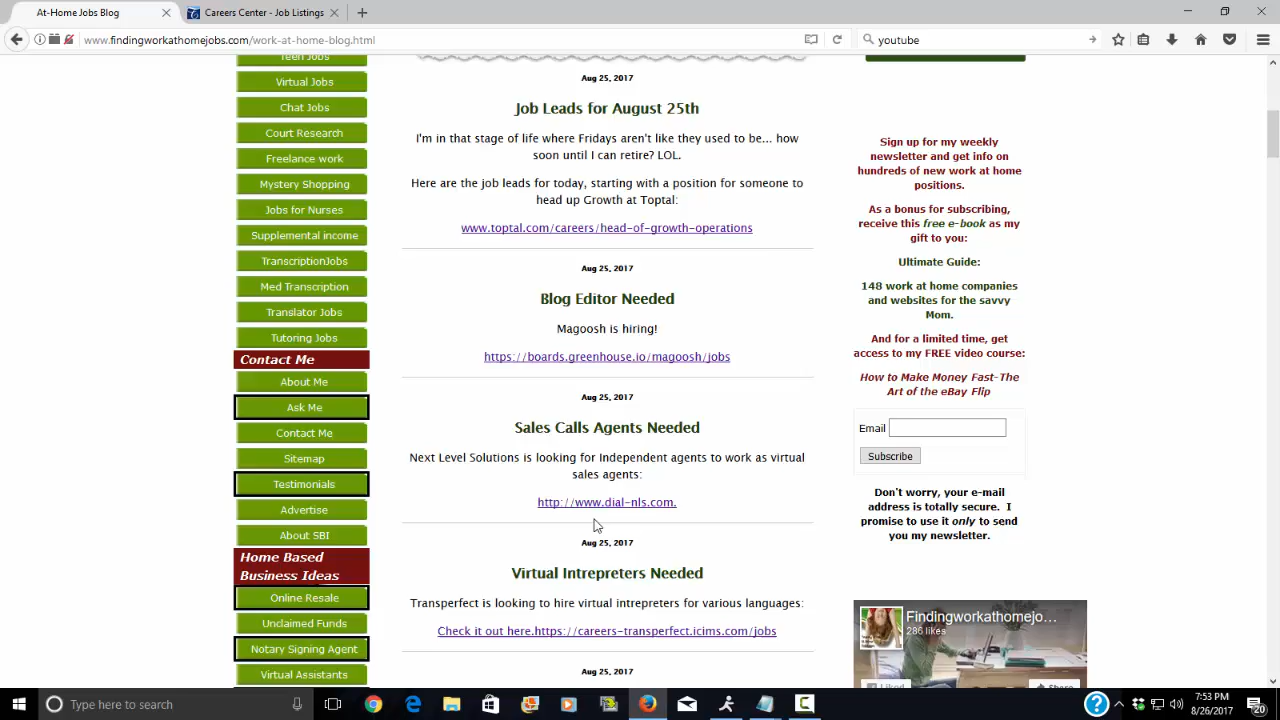 At-Home Jobs Blog
Current Openings
www.findingworkathomejobs.com/work-at-home-blog.html
youtube
Teen Jobs
Virtual Jobs
Chat Jobs
Court Research
Freelance work
Mystery Shopping
Jobs for Nurses
Supplemental income
TranscriptionJobs
Med Transcription
Translator Jobs
Tutoring Jobs
Contact Me
About Me
Ask Me
Contact Me
Sitemap
Testimonials
Advertise
About SBI
Home Based
Business Ideas
Online Resale
Unclaimed Funds
Notary Signing Agent
Virtual Assistants
Aug 25, 2017
Job Leads for August 25th
I'm in that stage of life where Fridays aren't like they used to be... how
soon until I can retire? LOL.
Here are the job leads for today, starting with a position for someone to
head up Growth at Toptal:
www.toptal.com/careers/head-of-growth-operations
Aug 25, 2017
Blog Editor Needed
Magoosh is hiring!
https://boards.greenhouse.io/magoosh/jobs
Aug 25, 2017
Sales Calls Agents Needed
Next Level Solutions is looking for Independent agents to work as virtual
sales agents:
http://www.dial-nls.com.
Aug 25, 2017
Virtual Intrepreters Needed
Transperfect is looking to hire virtual intrepreters for various languages:
Check it out here.https://careers-transperfect.icims.com/jobs
Aug 25, 2017
Sign up for my weekly
newsletter and get info on
hundreds of new work at home
positions.
As a bonus for subscribing,
receive this free e-book as my
gift to you:
Ultimate Guide:
148 work at home companies
and websites for the savvy
Mom.
And for a limited time, get
access to my FREE video course:
How to Make Money Fast-The
Art of the eBay Flip
Email
Subscribe
Don't worry, your e-mail
address is totally secure. I
promise to use it only to send
you my newsletter.
Findingworkathomejo...
286 likes
Liked
Share
Type here to search
7:53 PM
8/26/2017
20